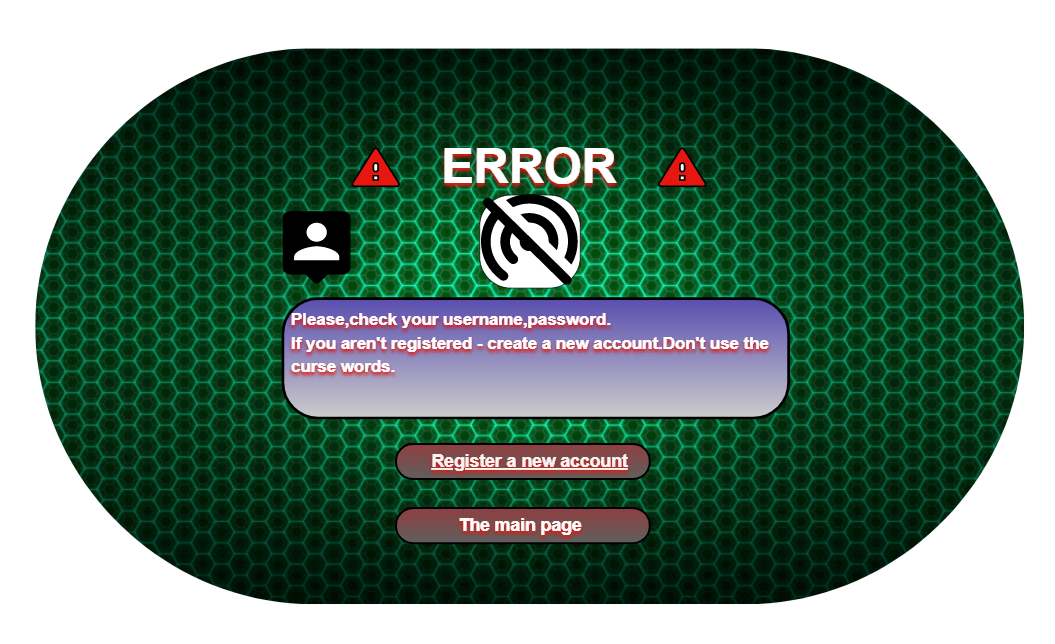 ERROR
Please,check your username,password.
If you aren't registered - create a new account.Don't use the
curse words.
Register a new account
The main page